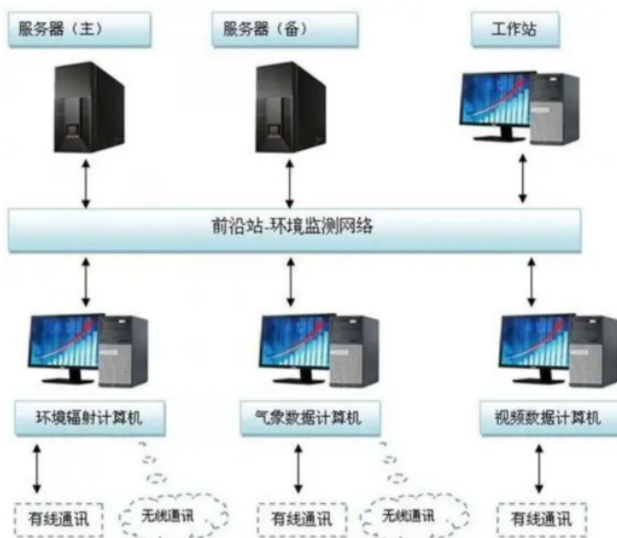 服务器（主）
服务器（备）
工作站
前沿站-环境监测网络
环境辐射计算机
气象数据计算机
视频数据计算机
有线通讯
无线通讯
有线通讯
无线通讯
有线通讯